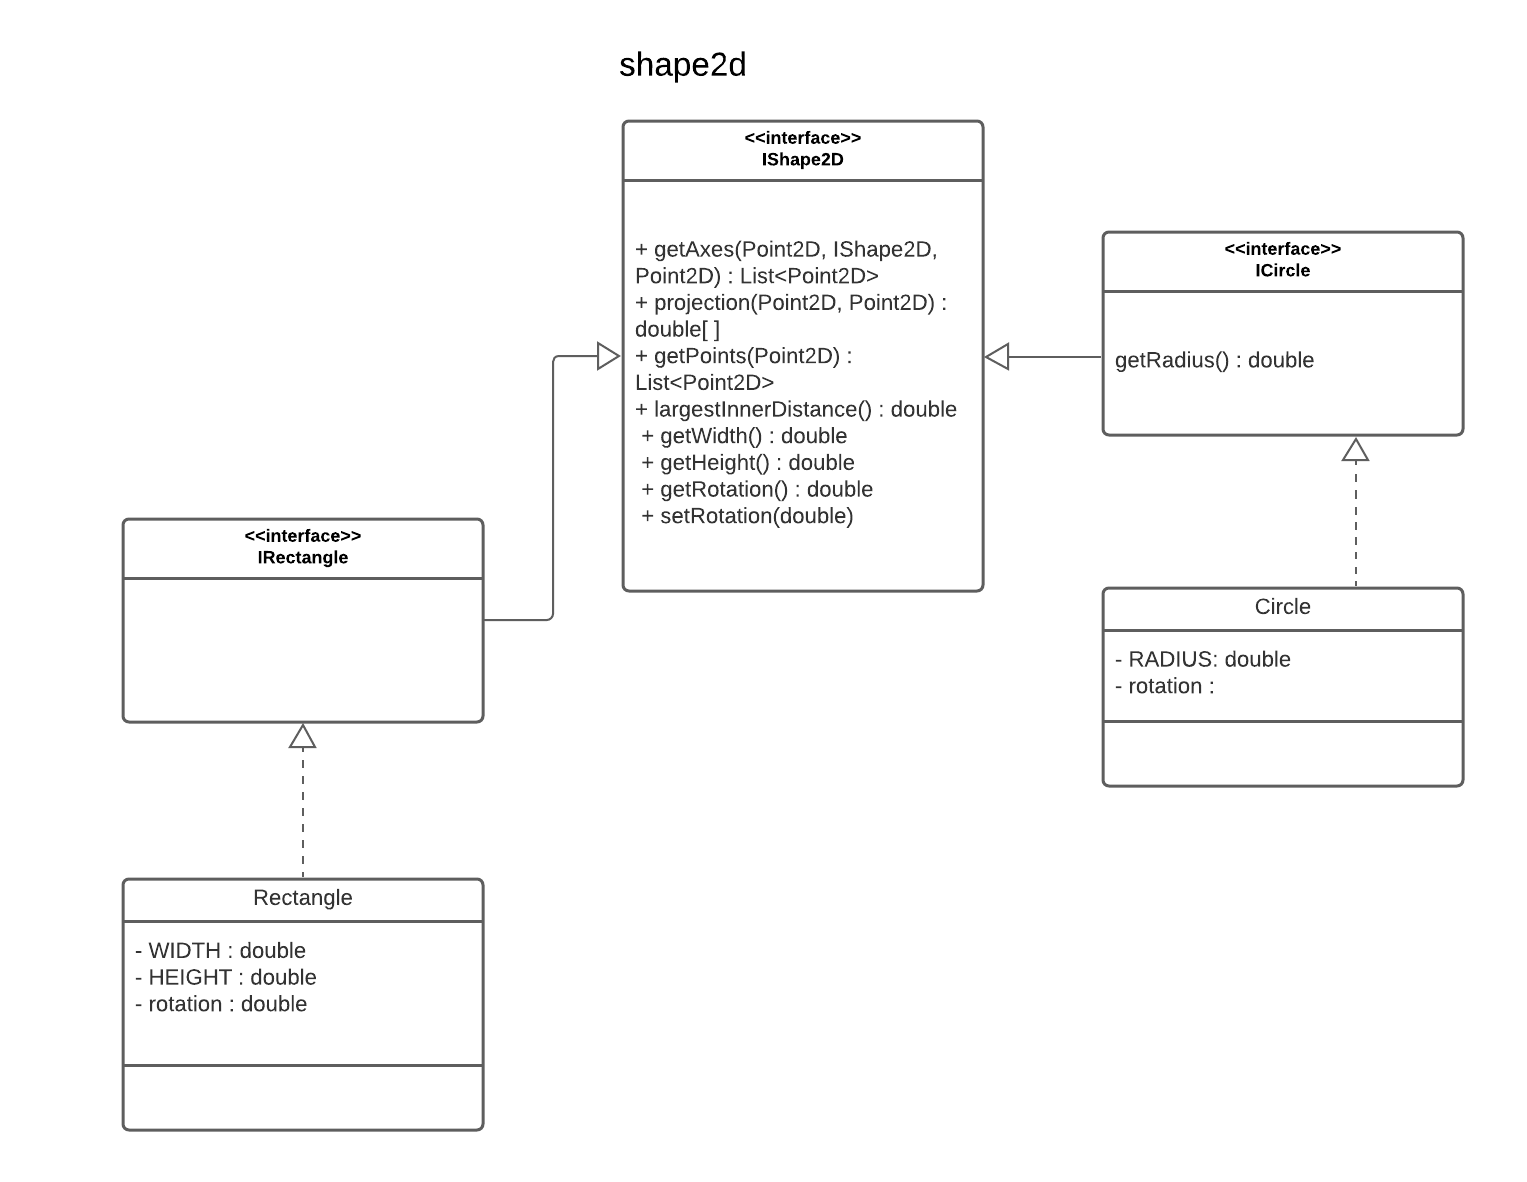 shape2d
<<interface>>
IShape2D
+ getAxes(Point2D, IShape2D,
Point2D) : List<Point2D>
+ projection(Point2D, Point2D) :
double[ ]
+ getPoints(Point2D) :
List<Point2D>
+ largestInnerDistance() : double
+ getWidth() : double
+ getHeight() : double
+ getRotation() : double
+ setRotation(double)
<<interface>>
ICircle
getRadius() : double
<<interface>>
IRectangle
Circle
- RADIUS: double
- rotation :
Rectangle
- WIDTH : double
- HEIGHT : double
- rotation : double